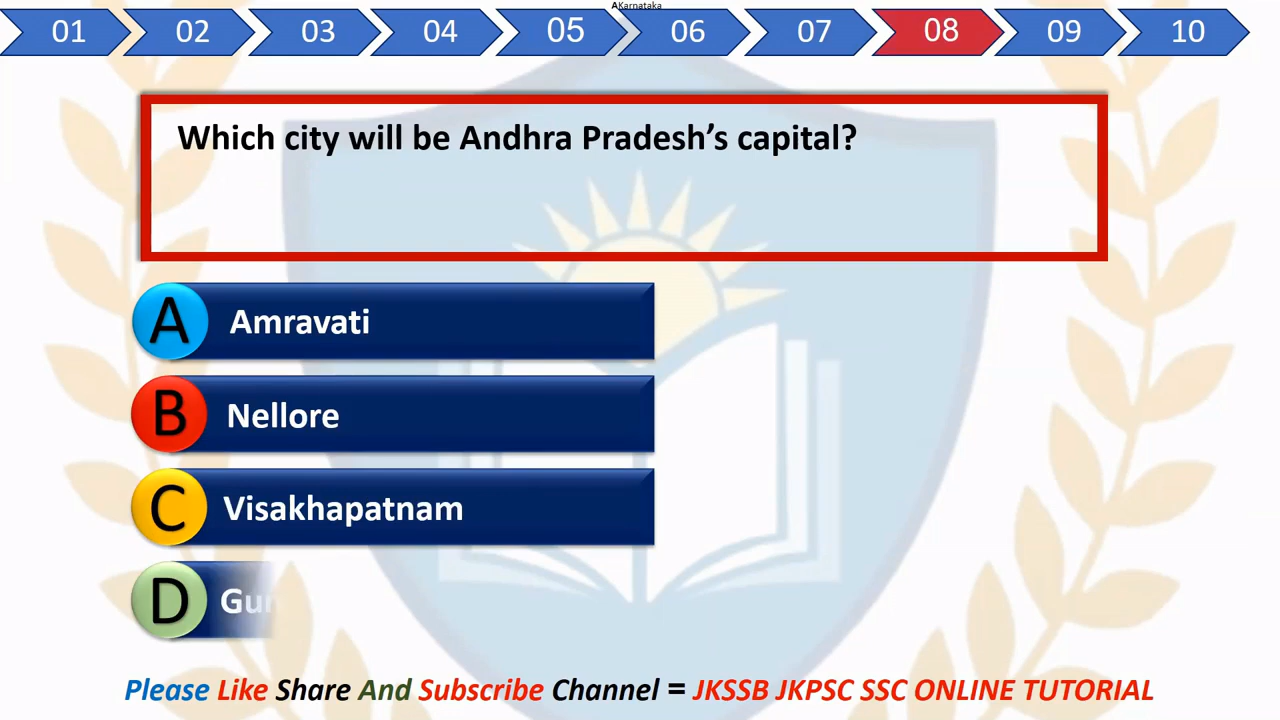 AKarnataka
01 02 03 04 05 06 07 08 09 10
Which city will be Andhra Pradesh’s capital?
A Amravati
B Nellore
C Visakhapatnam
D
Please Like Share And Subscribe Channel = JKSSB JKPSC SSC ONLINE TUTORIAL